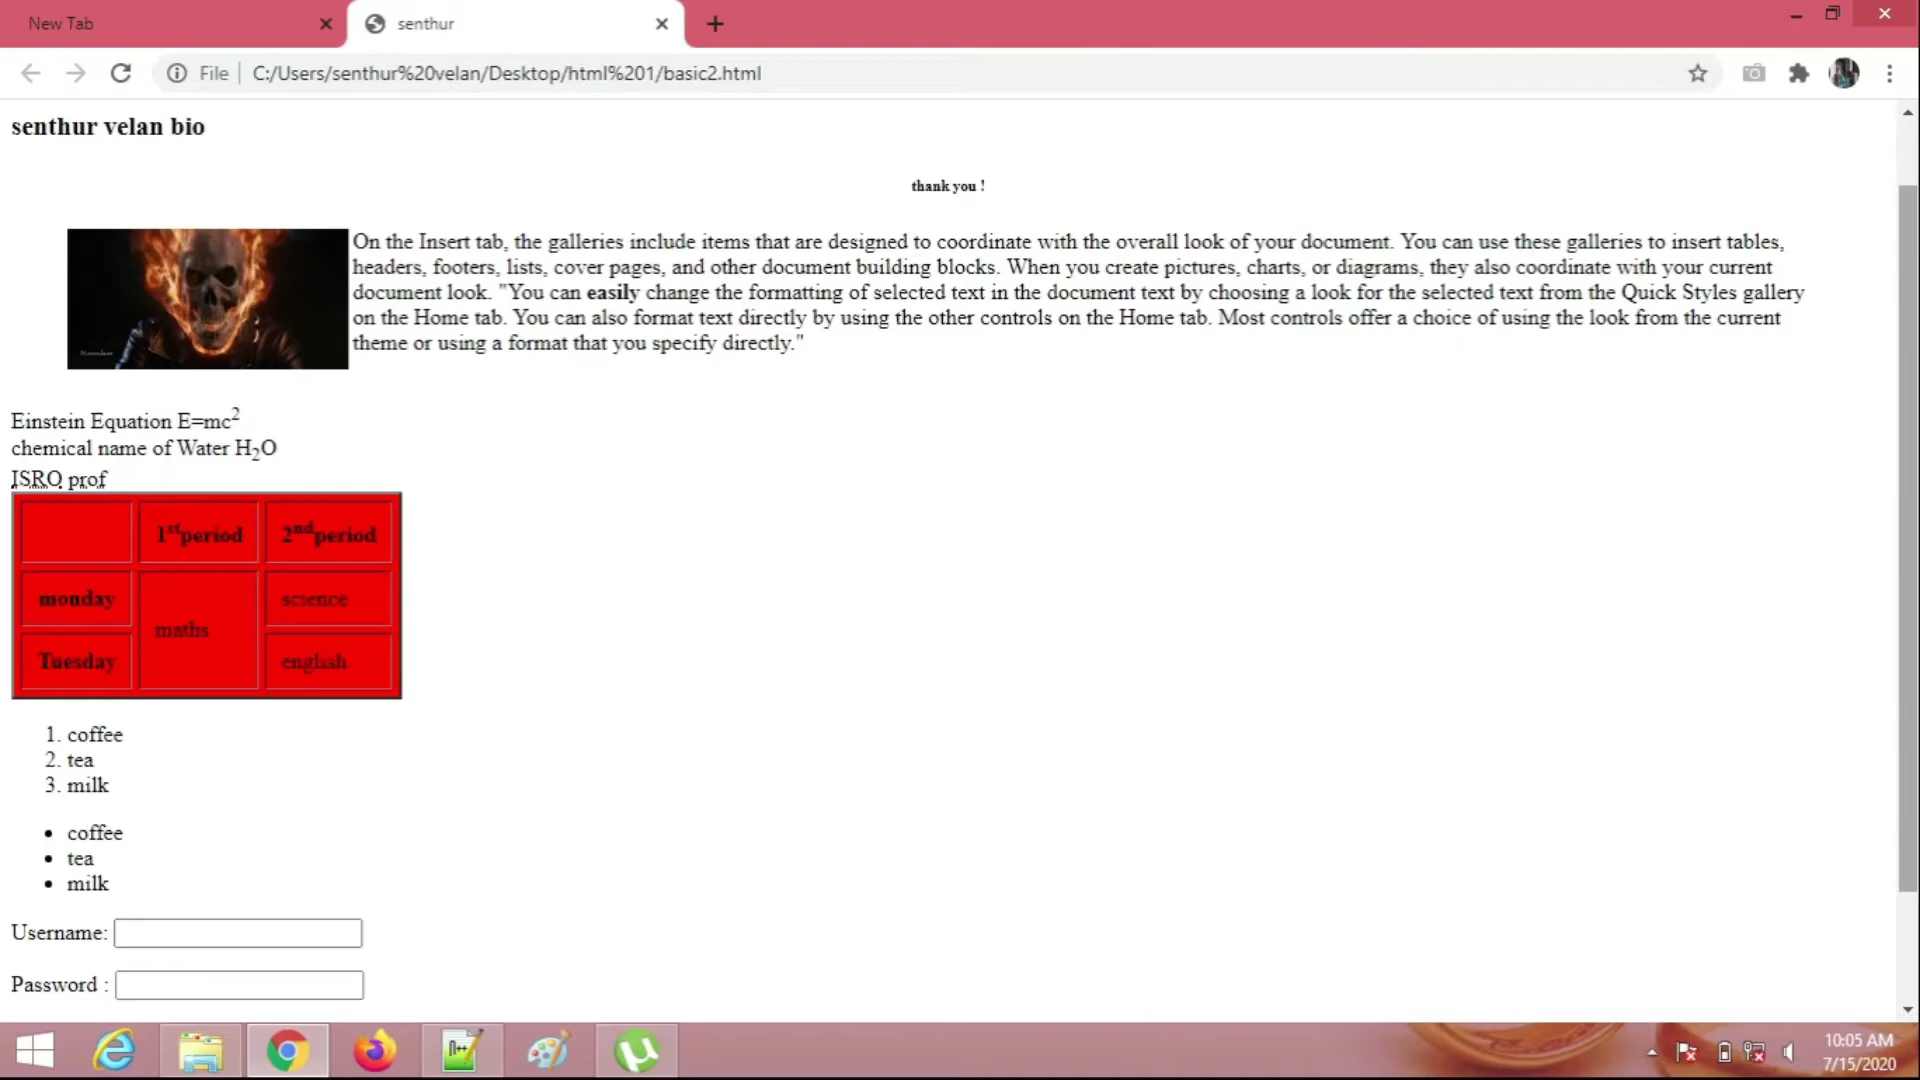 New Tab
senthur
File
C:/Users/senthur%20velan/Desktop/html%201/basic2.html
senthur velan bio
thank you !
On the Insert tab, the galleries include items that are designed to coordinate with the overall look of your document. You can use these galleries to insert tables,
headers, footers, lists, cover pages, and other document building blocks. When you create pictures, charts, or diagrams, they also coordinate with your current
document look. "You can easily change the formatting of selected text in the document text by choosing a look for the selected text from the Quick Styles gallery
on the Home tab. You can also format text directly by using the other controls on the Home tab. Most controls offer a choice of using the look from the current
theme or using a format that you specify directly."
Einstein Equation E=mc²
chemical name of Water H₂O
ISRO prof
1st period 2nd period
monday maths science
Tuesday english
1. coffee
2. tea
3. milk
• coffee
• tea
• milk
Username:
Password :
10:05 AM
7/15/2020